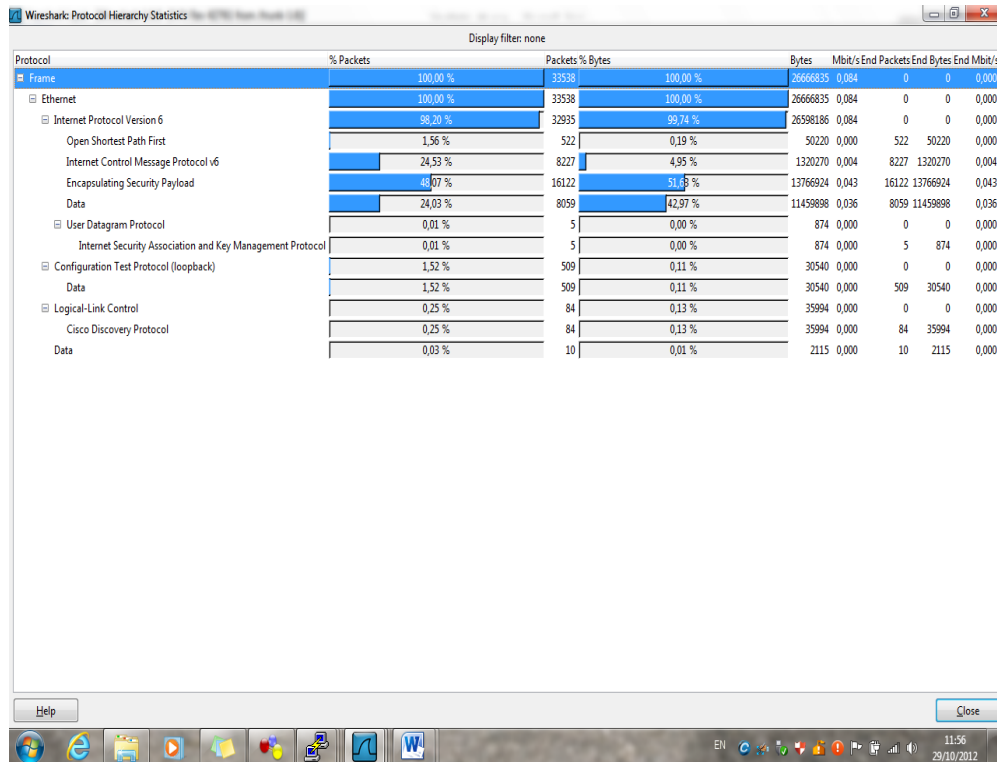 Wireshark: Protocol Hierarchy Statistics
Display filter: none
Protocol % Packets Packets % Bytes Bytes Mbit/s End Packets End Bytes End Mbit/s
Frame 100,00 % 33538 100,00 % 26666835 0,084 0 0 0,000
Ethernet 100,00 % 33538 100,00 % 26666835 0,084 0 0 0,000
Internet Protocol Version 6 98,20 % 32935 99,74 % 26598186 0,084 0 0 0,000
Open Shortest Path First 1,56 % 522 0,19 % 50220 0,000 522 50220 0,000
Internet Control Message Protocol v6 24,53 % 8227 4,95 % 1320270 0,004 8227 1320270 0,004
Encapsulating Security Payload 48,07 % 16122 51,63 % 13766924 0,043 16122 13766924 0,043
Data 24,03 % 8059 42,97 % 11459898 0,036 8059 11459898 0,036
User Datagram Protocol 0,01 % 5 0,00 % 874 0,000 0 0 0,000
Internet Security Association and Key Management Protocol 0,01 % 5 0,00 % 874 0,000 5 874 0,000
Configuration Test Protocol (loopback) 1,52 % 509 0,11 % 30540 0,000 0 0 0,000
Data 1,52 % 509 0,11 % 30540 0,000 509 30540 0,000
Logical-Link Control 0,25 % 84 0,13 % 35994 0,000 0 0 0,000
Cisco Discovery Protocol 0,25 % 84 0,13 % 35994 0,000 84 35994 0,000
Data 0,03 % 10 0,01 % 2115 0,000 10 2115 0,000
Help Close
EN 11:56
29/10/2012